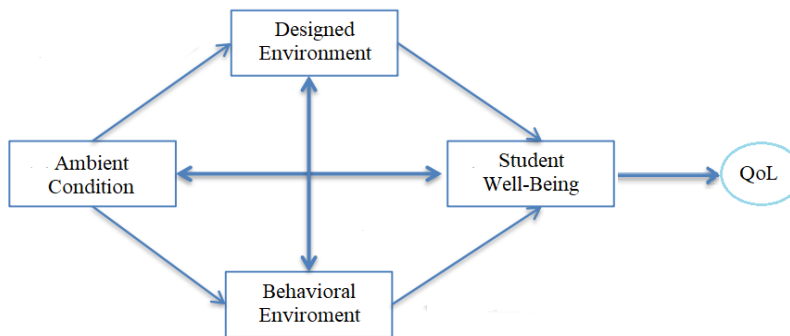 Designed
Environment
Ambient
Condition
Student
Well-Being
QoL
Behavioral
Enviroment